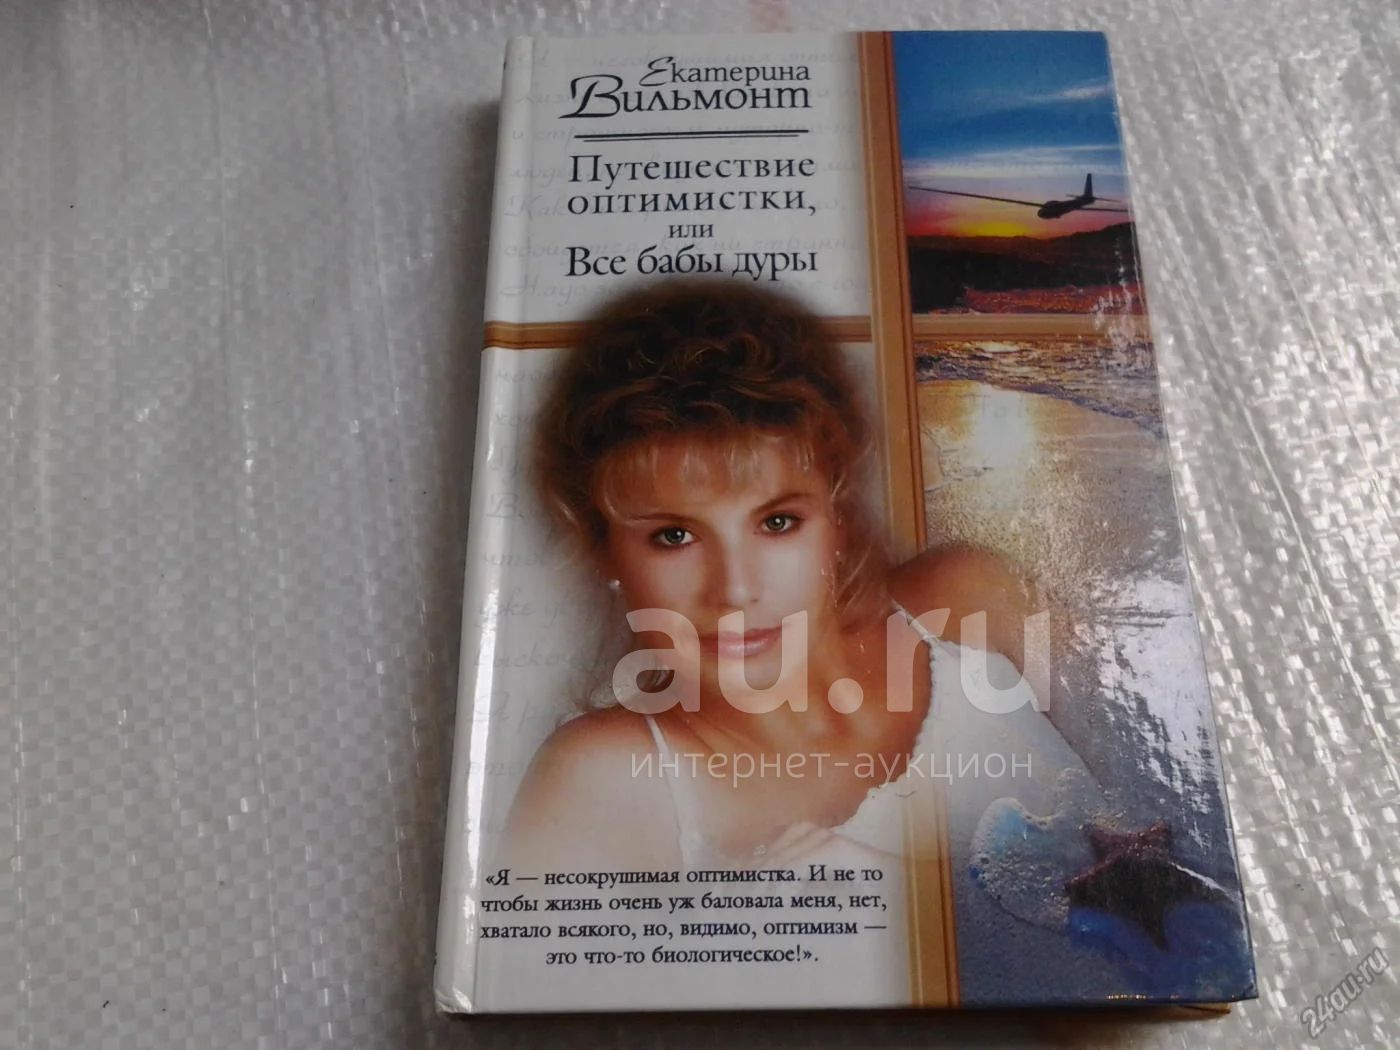 Екатерина
Вильмонт
Путешествие
оптимистки,
или
Все бабы дуры
au.ru
интернет-аукцион
«Я — несокрушимая оптимистка. И не то
чтобы жизнь очень уж баловала меня, нет,
хватало всякого, но, видимо, оптимизм —
это что-то биологическое!».
24au.ru